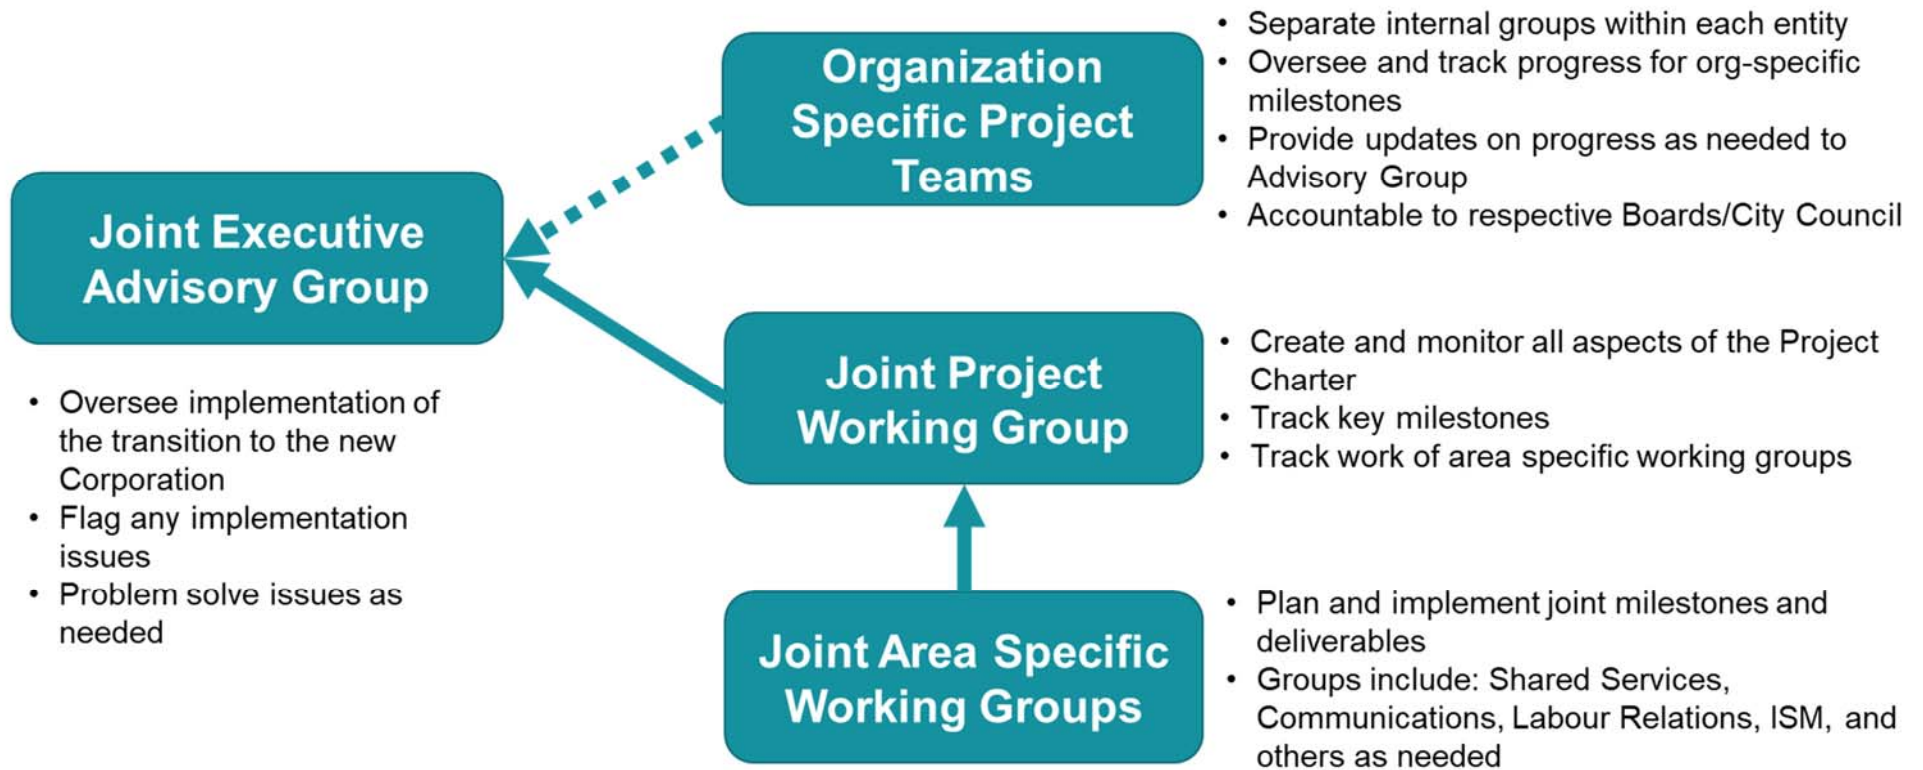 Organization
Specific Project
Teams
• Separate internal groups within each entity
• Oversee and track progress for org-specific
milestones
• Provide updates on progress as needed to
Advisory Group
• Accountable to respective Boards/City Council
Joint Executive
Advisory Group
• Oversee implementation of
the transition to the new
Corporation
• Flag any implementation
issues
• Problem solve issues as
needed
Joint Project
Working Group
• Create and monitor all aspects of the Project
Charter
• Track key milestones
• Track work of area specific working groups
Joint Area Specific
Working Groups
• Plan and implement joint milestones and
deliverables
• Groups include: Shared Services,
Communications, Labour Relations, ISM, and
others as needed